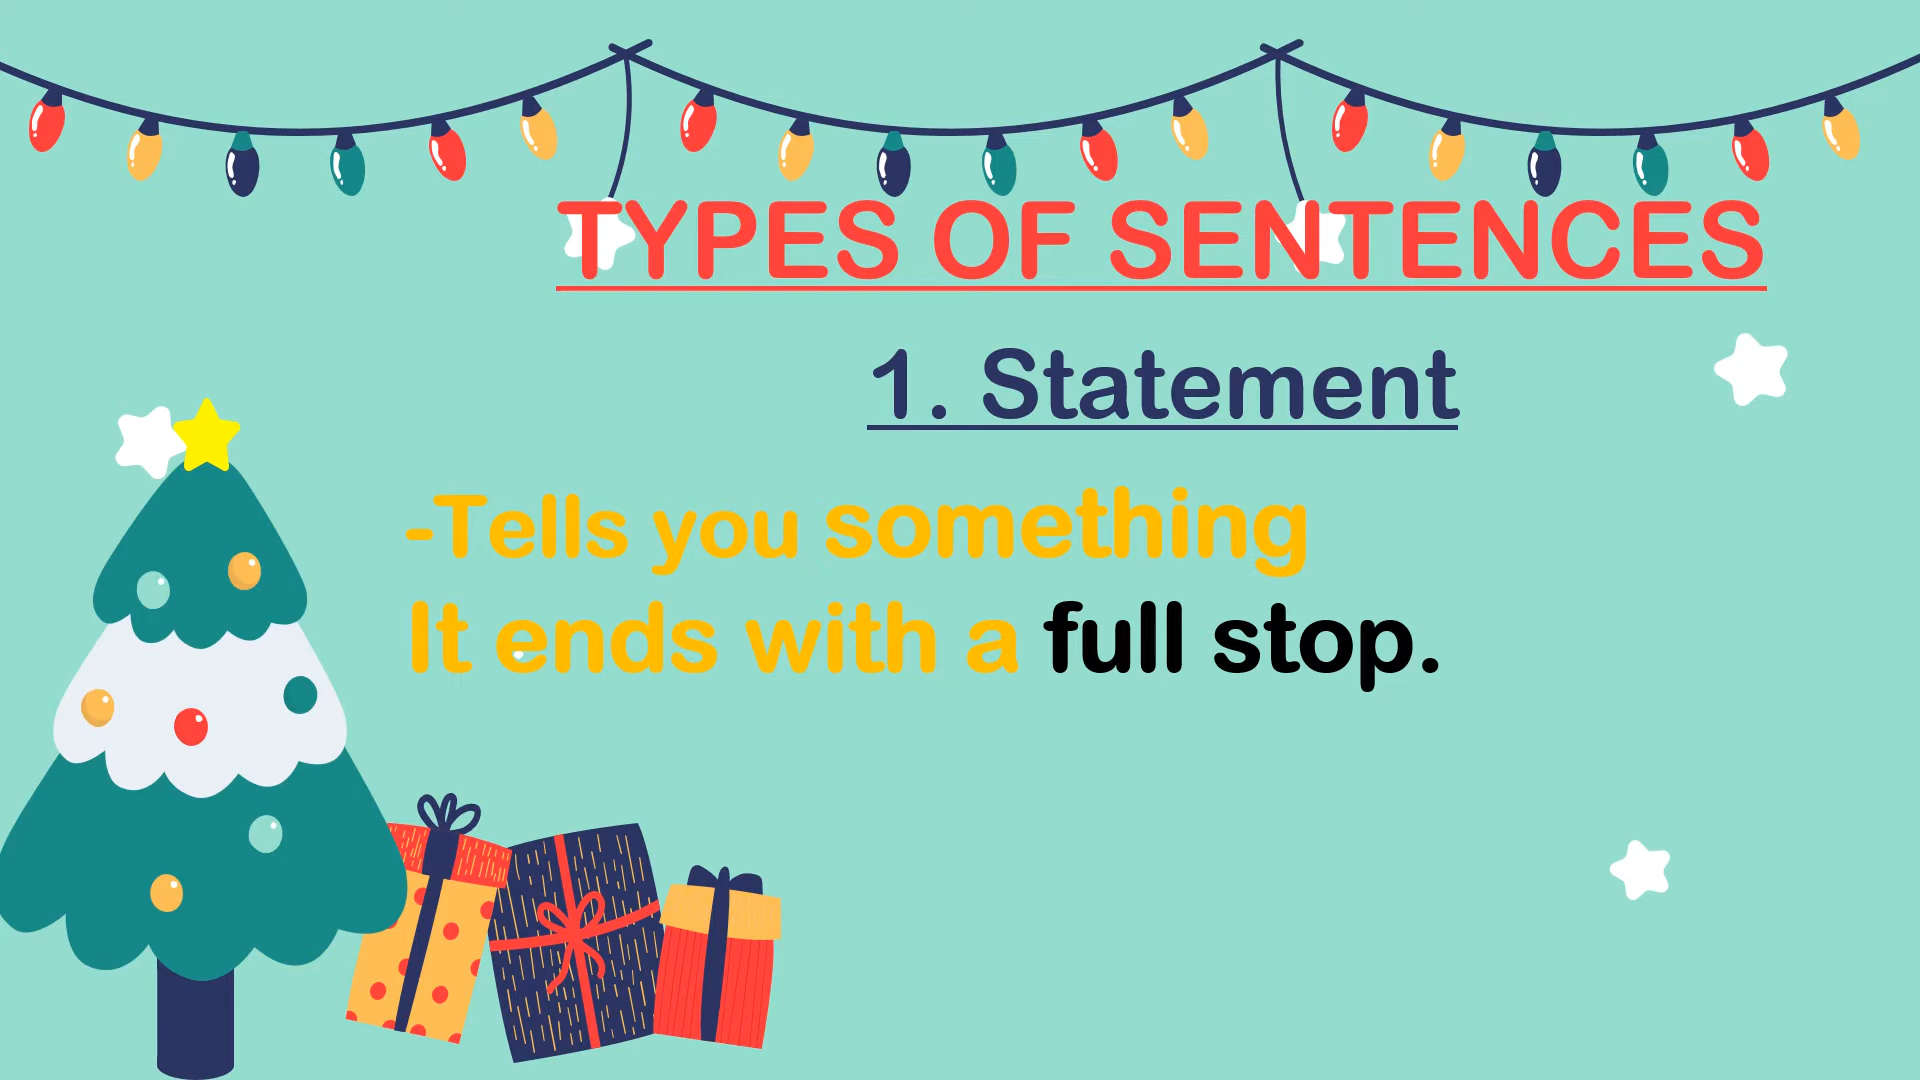 TYPES OF SENTENCES
1. Statement
-Tells you something
It ends with a full stop.